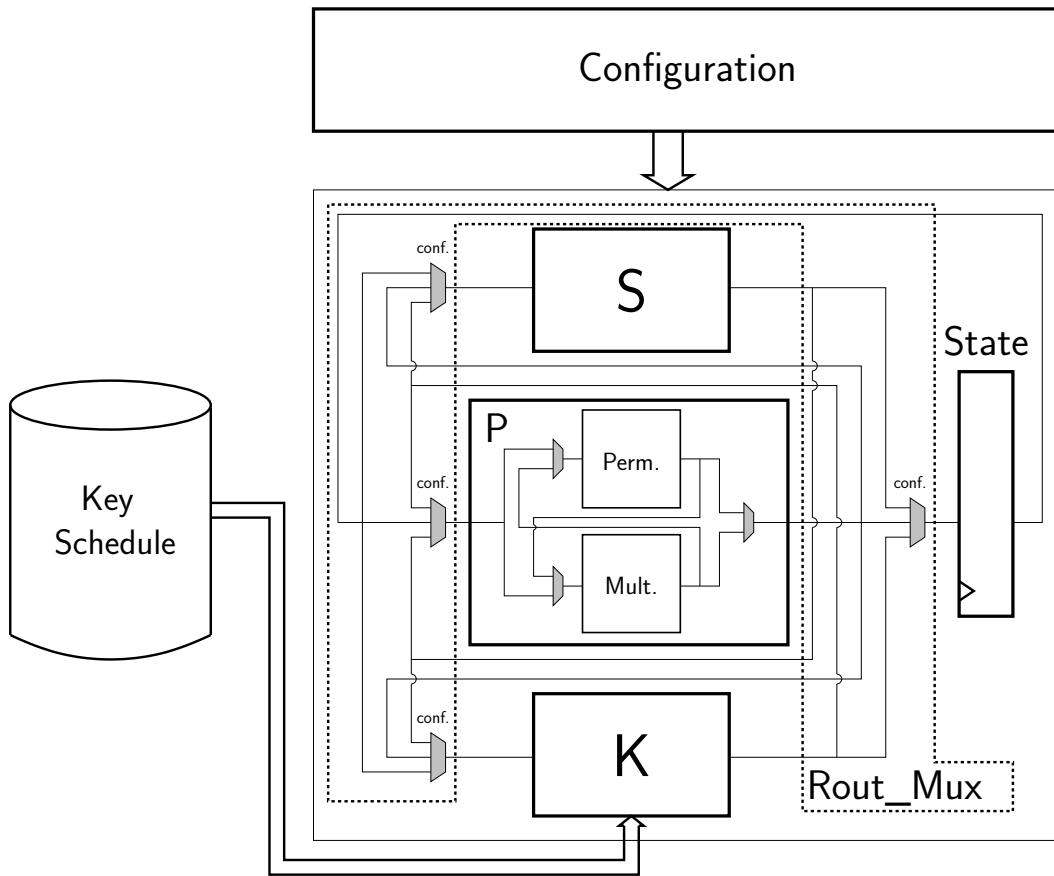 Configuration
conf.
S
State
P
Perm.
conf.
conf.
Key
Schedule
Mult.
conf.
K
Rout_Mux